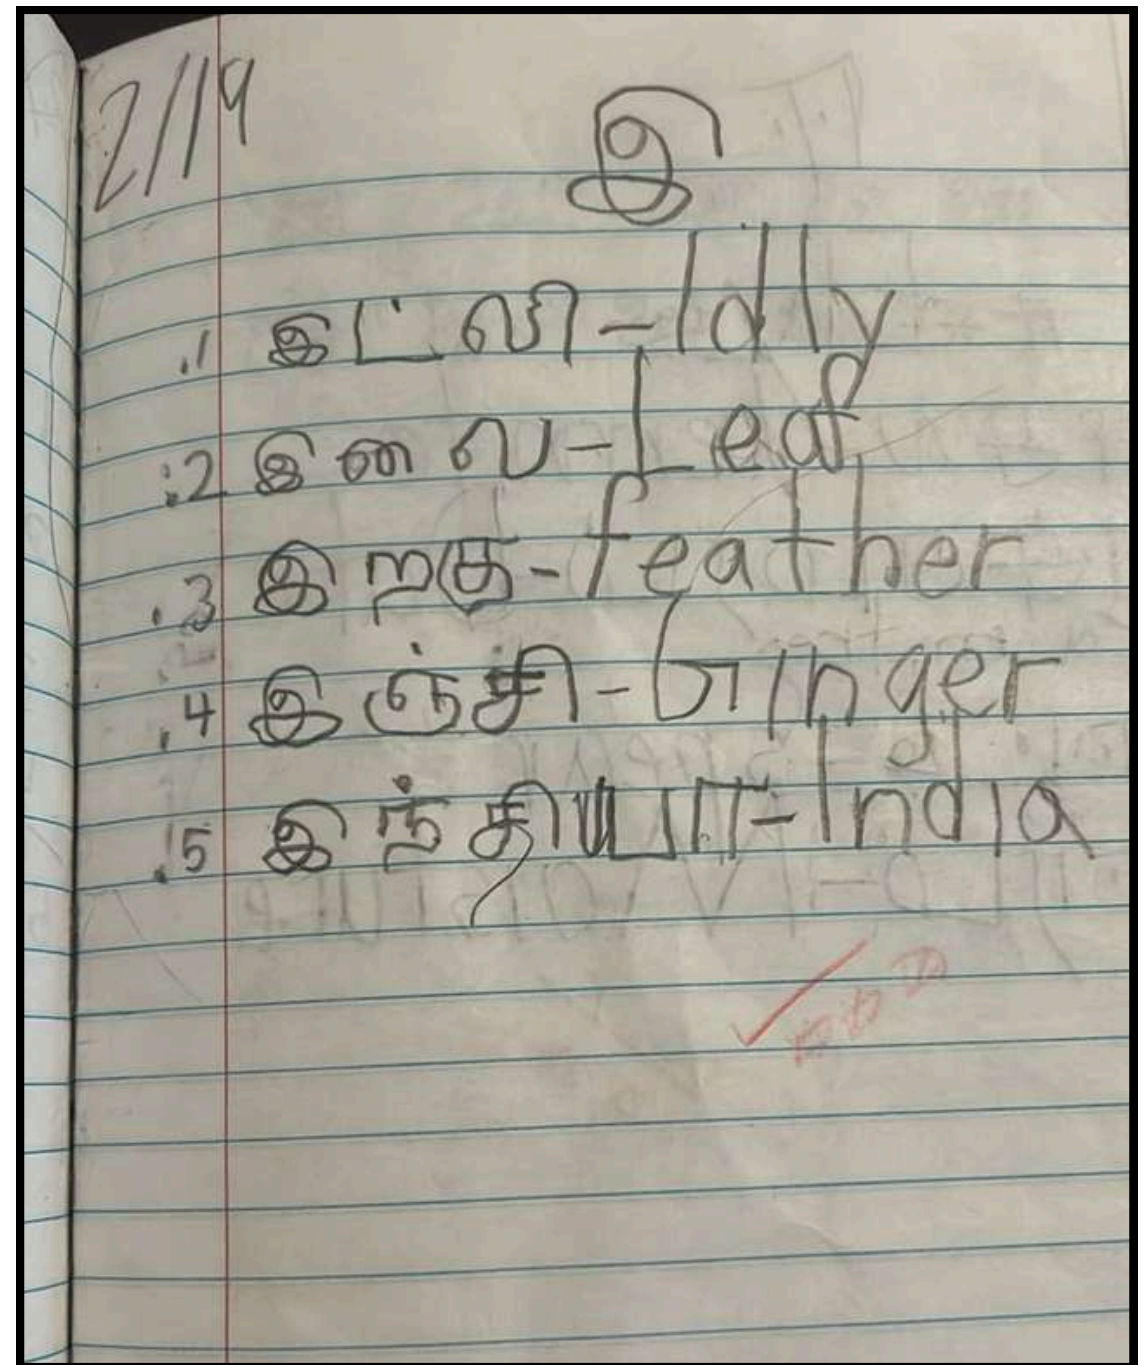 2/19
இ
.1 இட்லி - Idly
.2 இலை - Leaf
.3 இறகு - feather
.4 இஞ்சி - Ginger
.5 இந்தியா - India